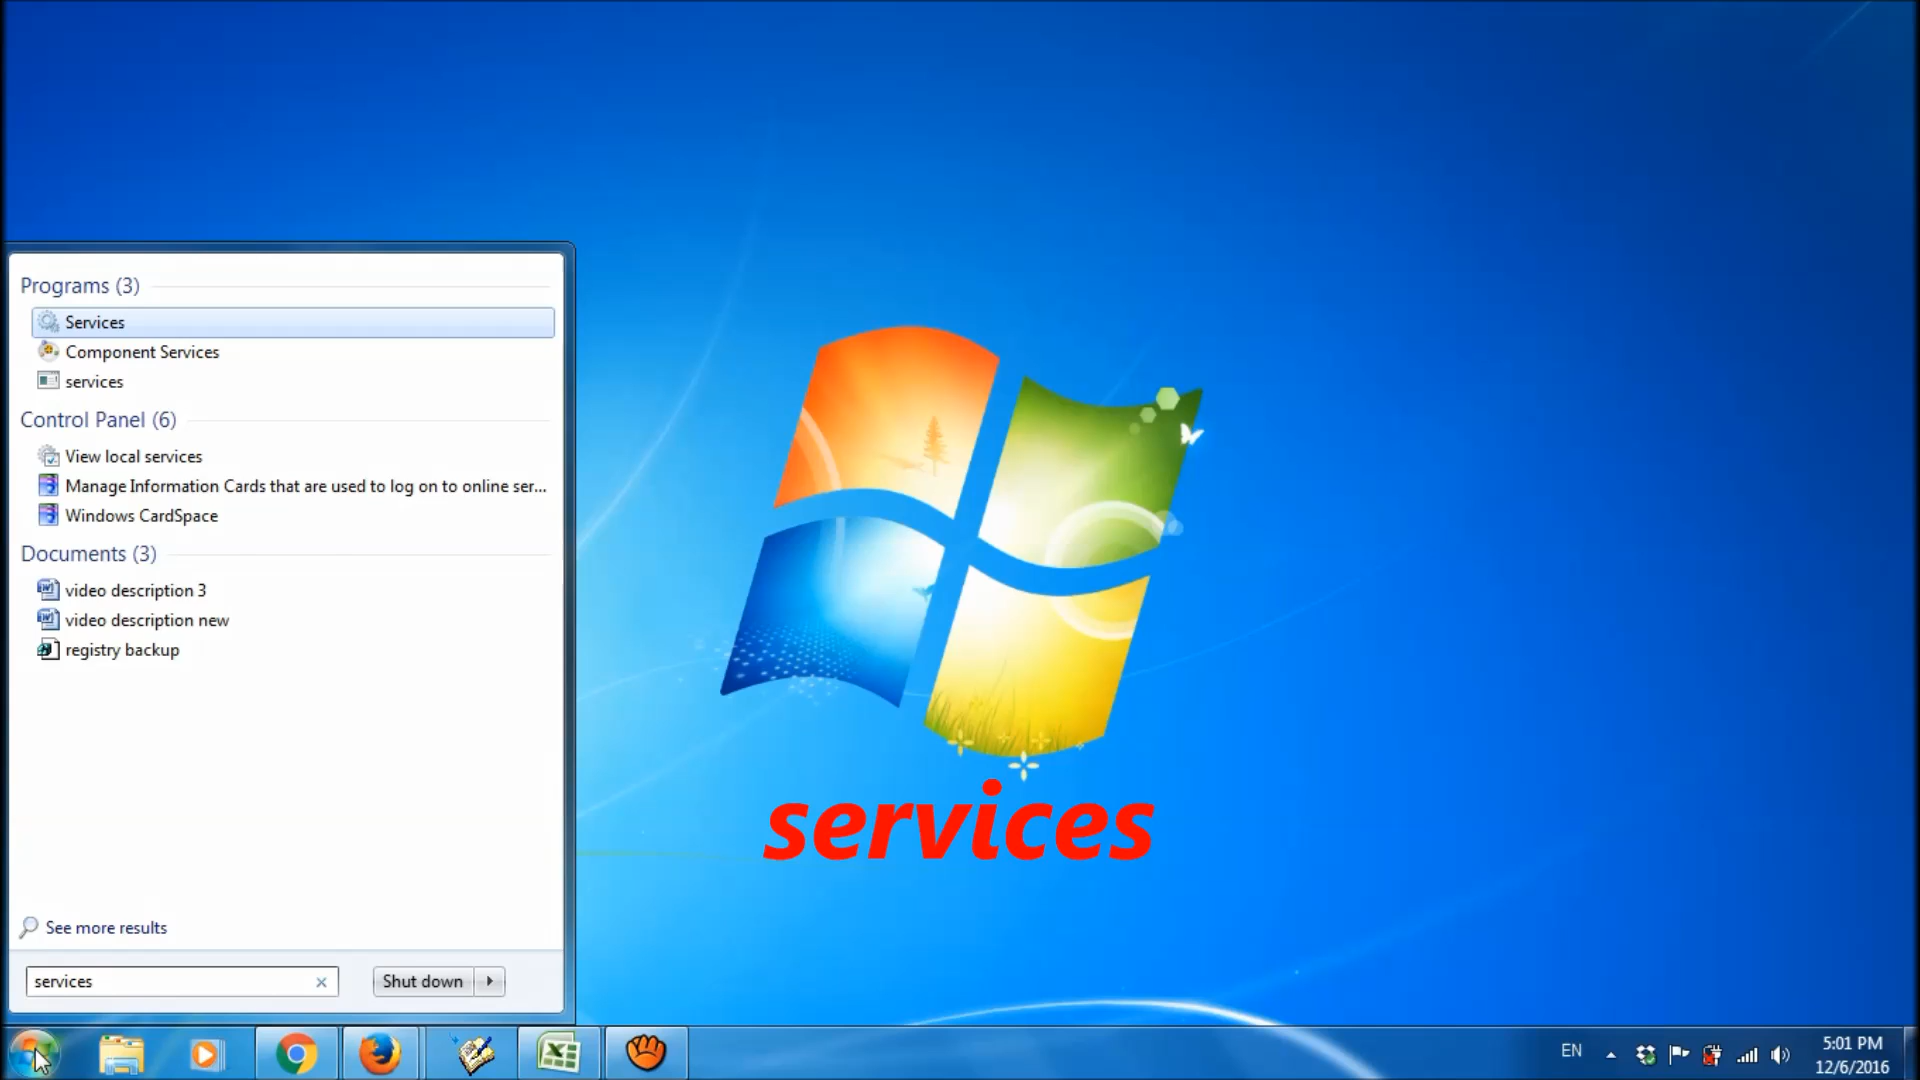 Programs (3)
Services
Component Services
services
Control Panel (6)
View local services
Manage Information Cards that are used to log on to online ser...
Windows CardSpace
Documents (3)
video description 3
video description new
registry backup
See more results
services
Shut down
services
EN
5:01 PM
12/6/2016